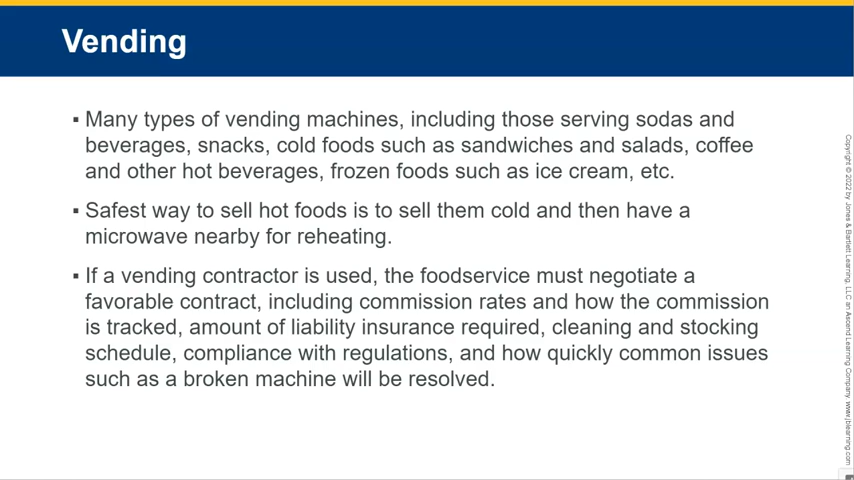 Vending
▪ Many types of vending machines, including those serving sodas and
beverages, snacks, cold foods such as sandwiches and salads, coffee
and other hot beverages, frozen foods such as ice cream, etc.
▪ Safest way to sell hot foods is to sell them cold and then have a
microwave nearby for reheating.
▪ If a vending contractor is used, the foodservice must negotiate a
favorable contract, including commission rates and how the commission
is tracked, amount of liability insurance required, cleaning and stocking
schedule, compliance with regulations, and how quickly common issues
such as a broken machine will be resolved.
Copyright © 2022 by Jones & Bartlett Learning, LLC an Ascend Learning Company. www.jblearning.com